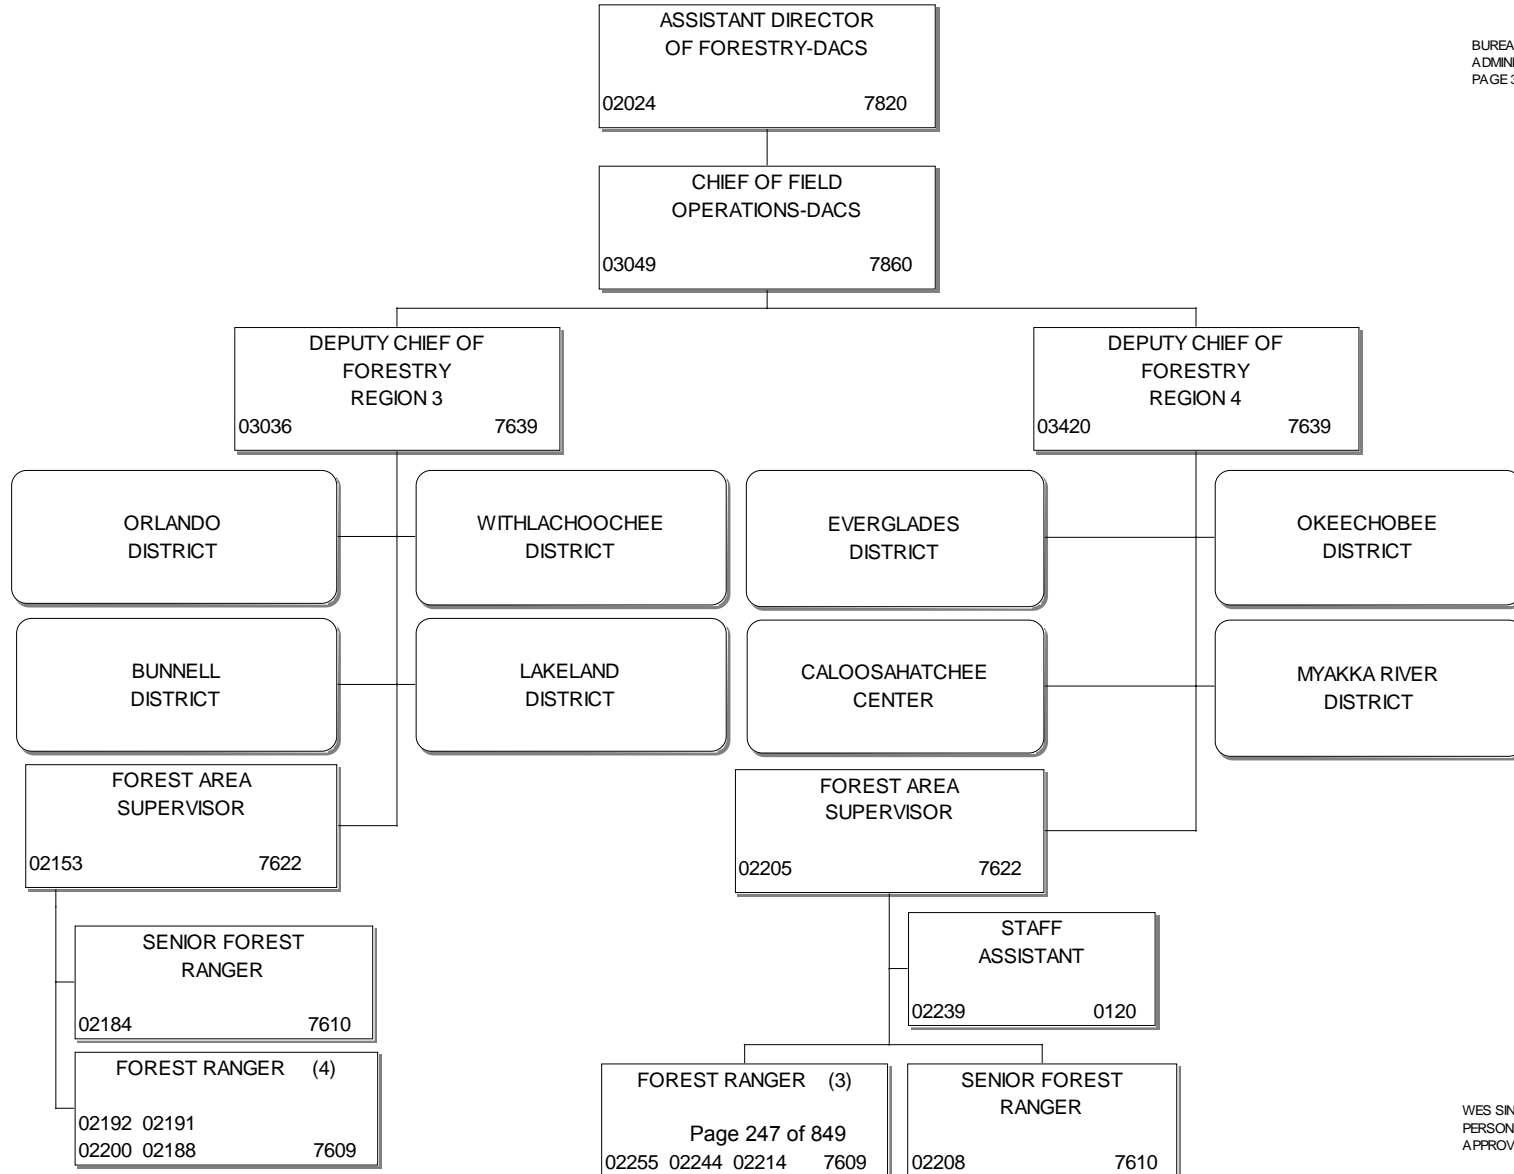 ASSISTANT DIRECTOR
OF FORESTRY-DACS
02024 7820
PAGE 3
CHIEF OF FIELD
OPERATIONS-DACS
03049 7860
DEPUTY CHIEF OF
FORESTRY
REGION 3
03036 7639
DEPUTY CHIEF OF
FORESTRY
REGION 4
03420 7639
ORLANDO
DISTRICT
WITHLACHOOCHEE
DISTRICT
EVERGLADES
DISTRICT
OKEECHOBEE
DISTRICT
BUNNELL
DISTRICT
LAKELAND
DISTRICT
CALOOSAHATCHEE
CENTER
MYAKKA RIVER
DISTRICT
FOREST AREA
SUPERVISOR
02153 7622
FOREST AREA
SUPERVISOR
02205 7622
SENIOR FOREST
RANGER
02184 7610
STAFF
ASSISTANT
02239 0120
FOREST RANGER (4)
02192 02191
02200 02188 7609
FOREST RANGER (3)
Page 247 of 849
02255 02244 02214 7609
SENIOR FOREST
RANGER
02208 7610
WES SIN
PERSON
APPROV